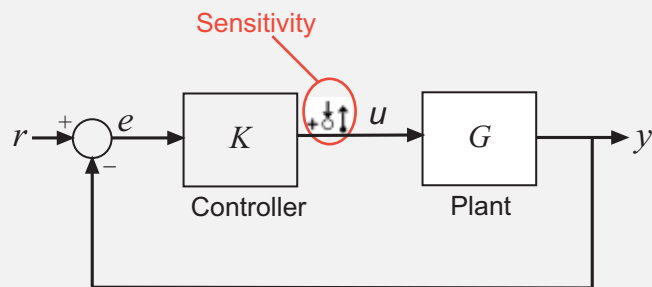 Sensitivity
r
+
−
e
K
Controller
+
u
G
Plant
y